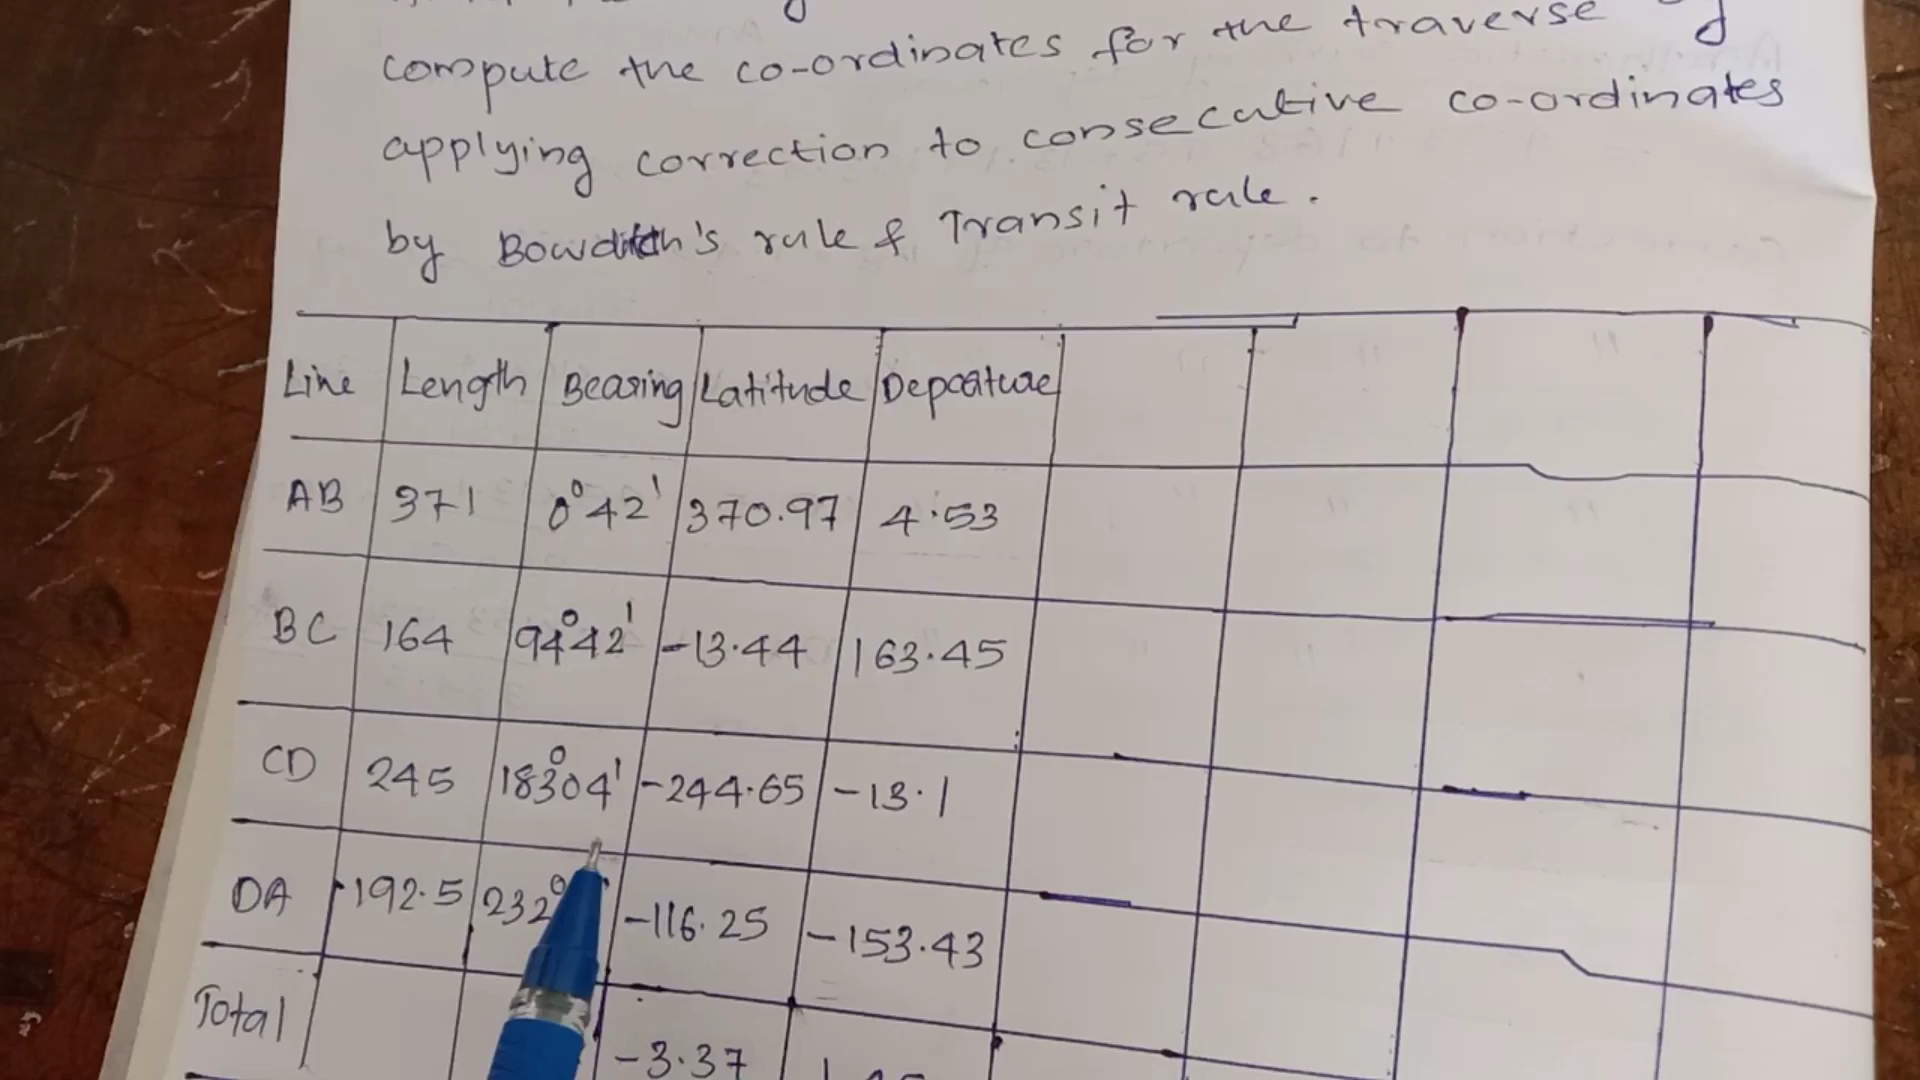 compute the co-ordinates for the traverse by
applying correction to consecutive co-ordinates
by Bowditch's rule & Transit rule.
Line Length Bearing Latitude Departure
AB 371 0°42' 370.97 4.53
BC 164 94°42' -13.44 163.45
CD 245 183°04' -244.65 -13.1
DA 192.5 232° -116.25 -153.43
Total -3.37